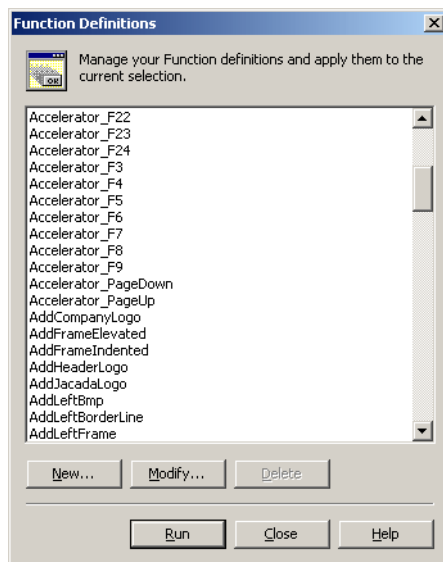 Function Definitions
Manage your Function definitions and apply them to the
current selection.
OK
Accelerator_F22
Accelerator_F23
Accelerator_F24
Accelerator_F3
Accelerator_F4
Accelerator_F5
Accelerator_F6
Accelerator_F7
Accelerator_F8
Accelerator_F9
Accelerator_PageDown
Accelerator_PageUp
AddCompanyLogo
AddFrameElevated
AddFrameIndented
AddHeaderLogo
AddJacadaLogo
AddLeftBmp
AddLeftBorderLine
AddLeftFrame
New... Modify... Delete
Run Close Help